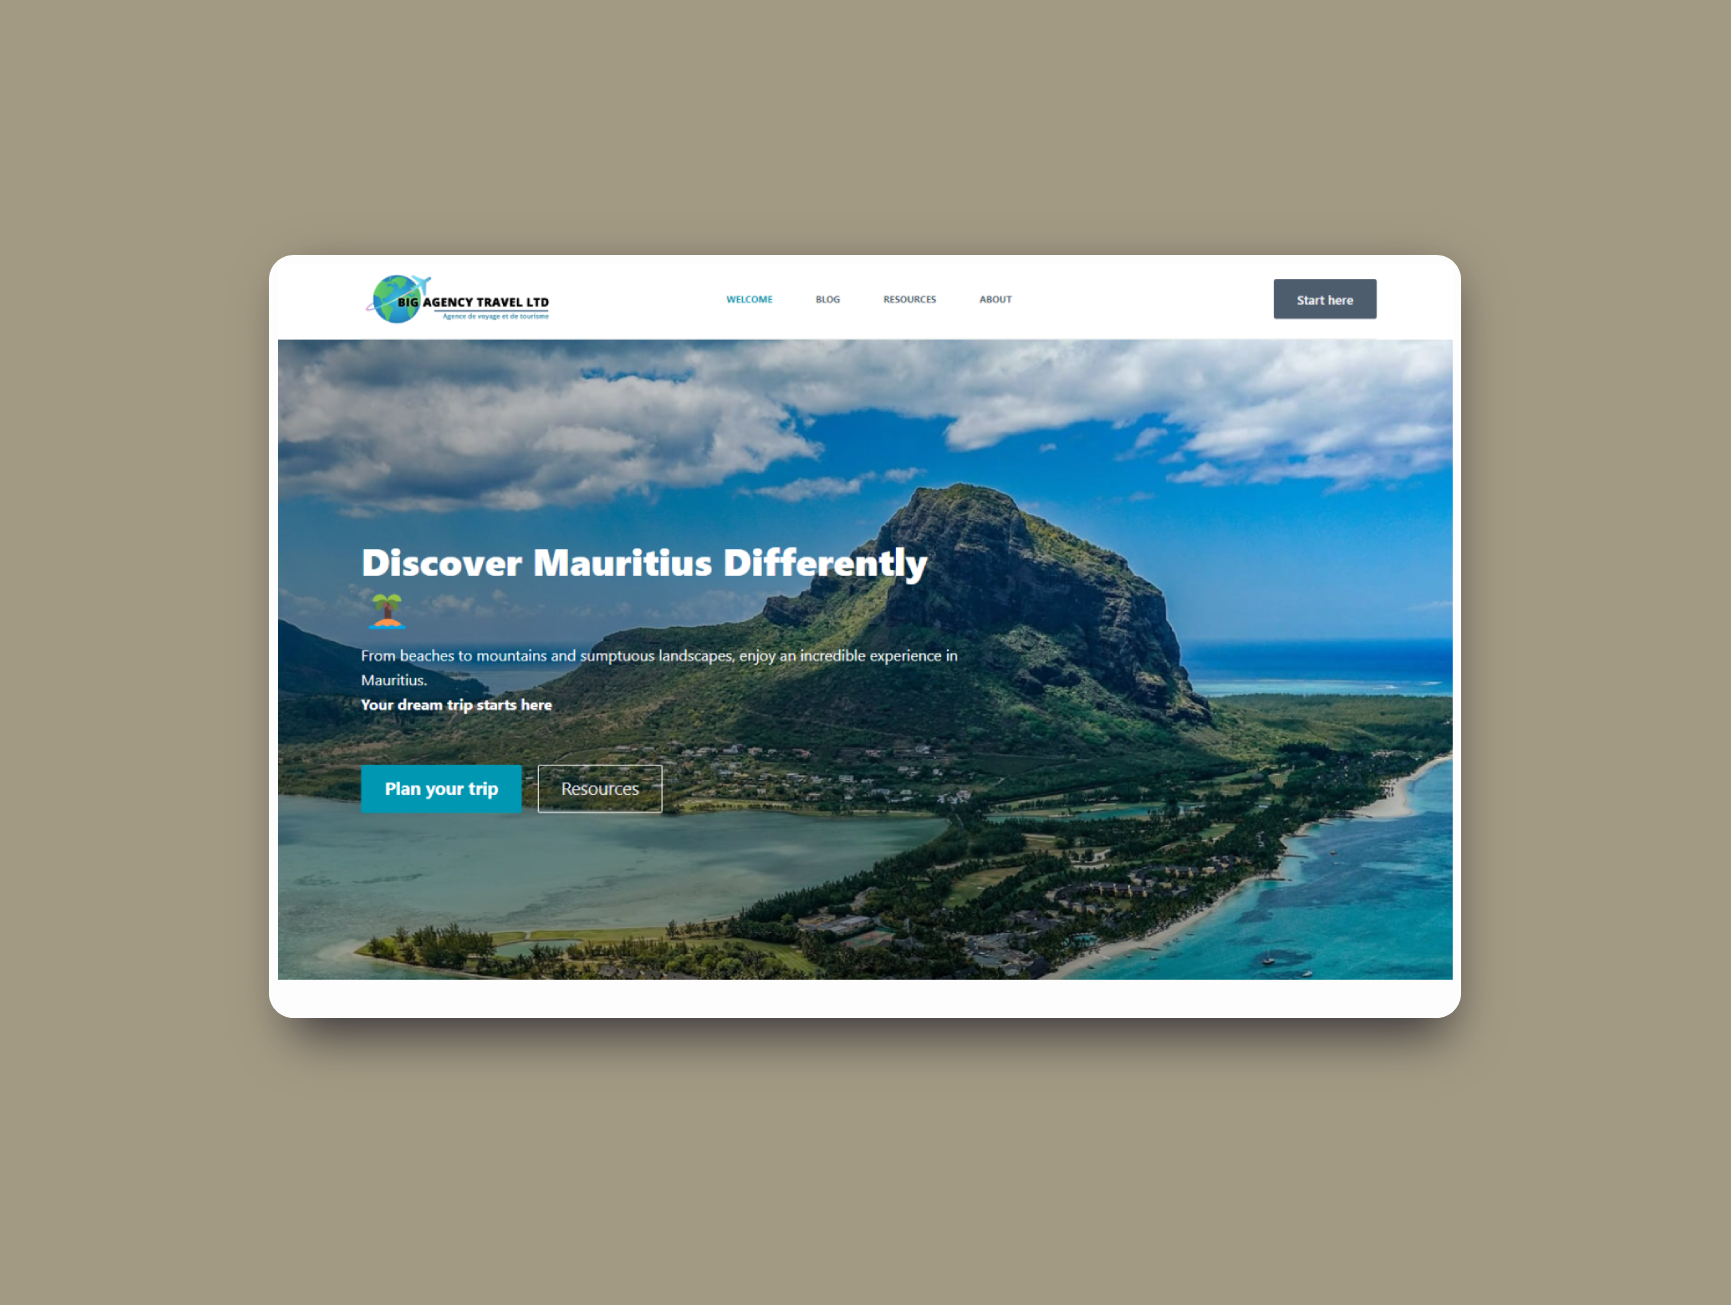 BIG AGENCY TRAVEL LTD
Agence de voyage et de tourisme
WELCOME BLOG RESOURCES ABOUT
Start here
Discover Mauritius Differently
🏝️
From beaches to mountains and sumptuous landscapes, enjoy an incredible experience in
Mauritius.
Your dream trip starts here
Plan your trip Resources